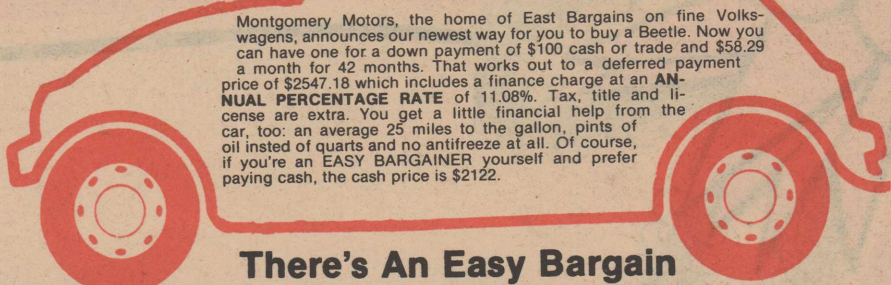 Montgomery Motors, the home of East Bargains on fine Volks-
wagens, announces our newest way for you to buy a Beetle. Now you
can have one for a down payment of $100 cash or trade and $58.29
a month for 42 months. That works out to a deferred payment
price of $2547.18 which includes a finance charge at an AN-
NUAL PERCENTAGE RATE of 11.08%. Tax, title and li-
cense are extra. You get a little financial help from the
car, too: an average 25 miles to the gallon, pints of
oil insted of quarts and no antifreeze at all. Of course,
if you're an EASY BARGAINER yourself and prefer
paying cash, the cash price is $2122.
There's An Easy Bargain